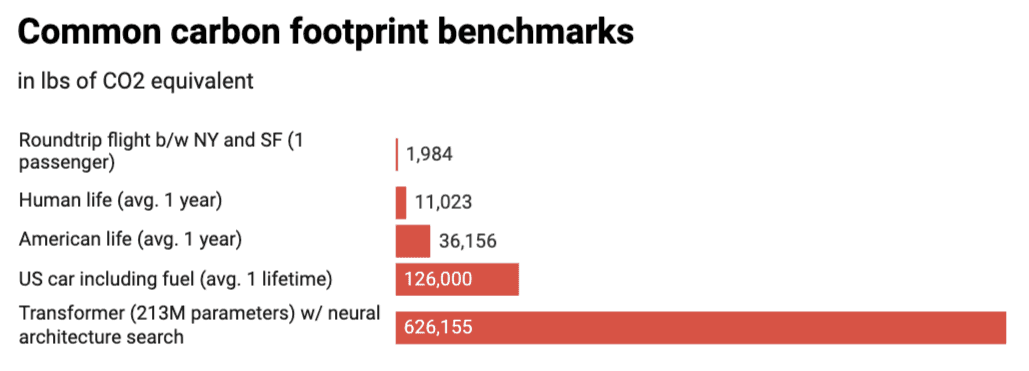 Common carbon footprint benchmarks
in lbs of CO2 equivalent
Roundtrip flight b/w NY and SF (1
passenger)
1,984
Human life (avg. 1 year)
11,023
American life (avg. 1 year)
36,156
US car including fuel (avg. 1 lifetime)
126,000
Transformer (213M parameters) w/ neural
architecture search
626,155